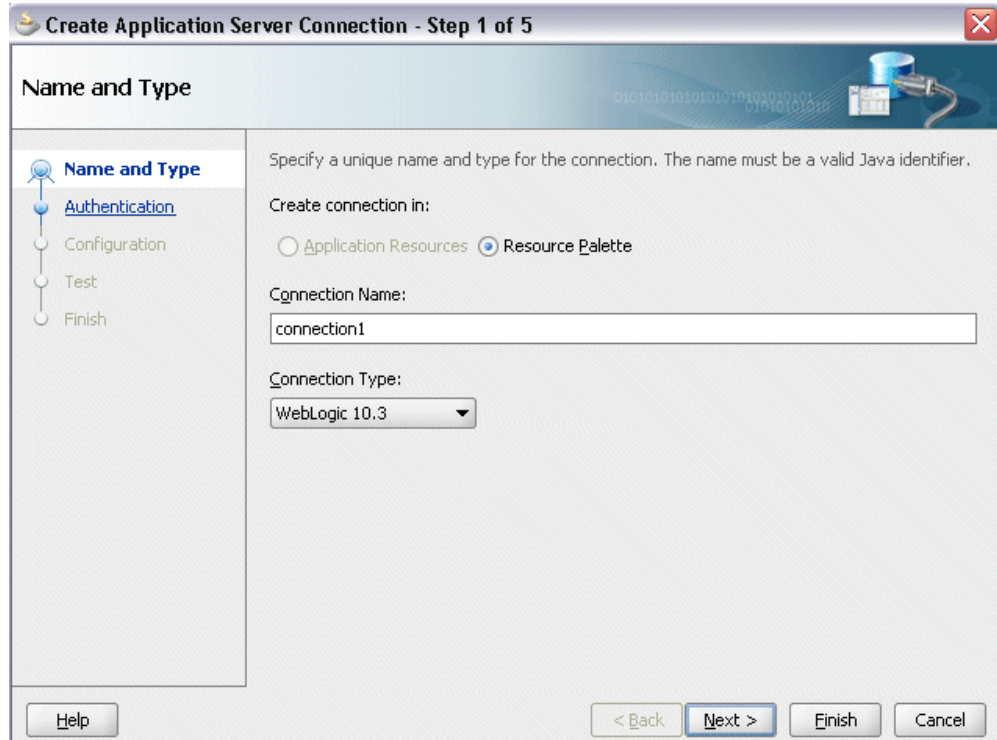 Create Application Server Connection - Step 1 of 5
Name and Type
Name and Type
Authentication
Configuration
Test
Finish
Specify a unique name and type for the connection. The name must be a valid Java identifier.
Create connection in:
Application Resources Resource Palette
Connection Name:
connection1
Connection Type:
WebLogic 10.3
Help < Back Next > Finish Cancel